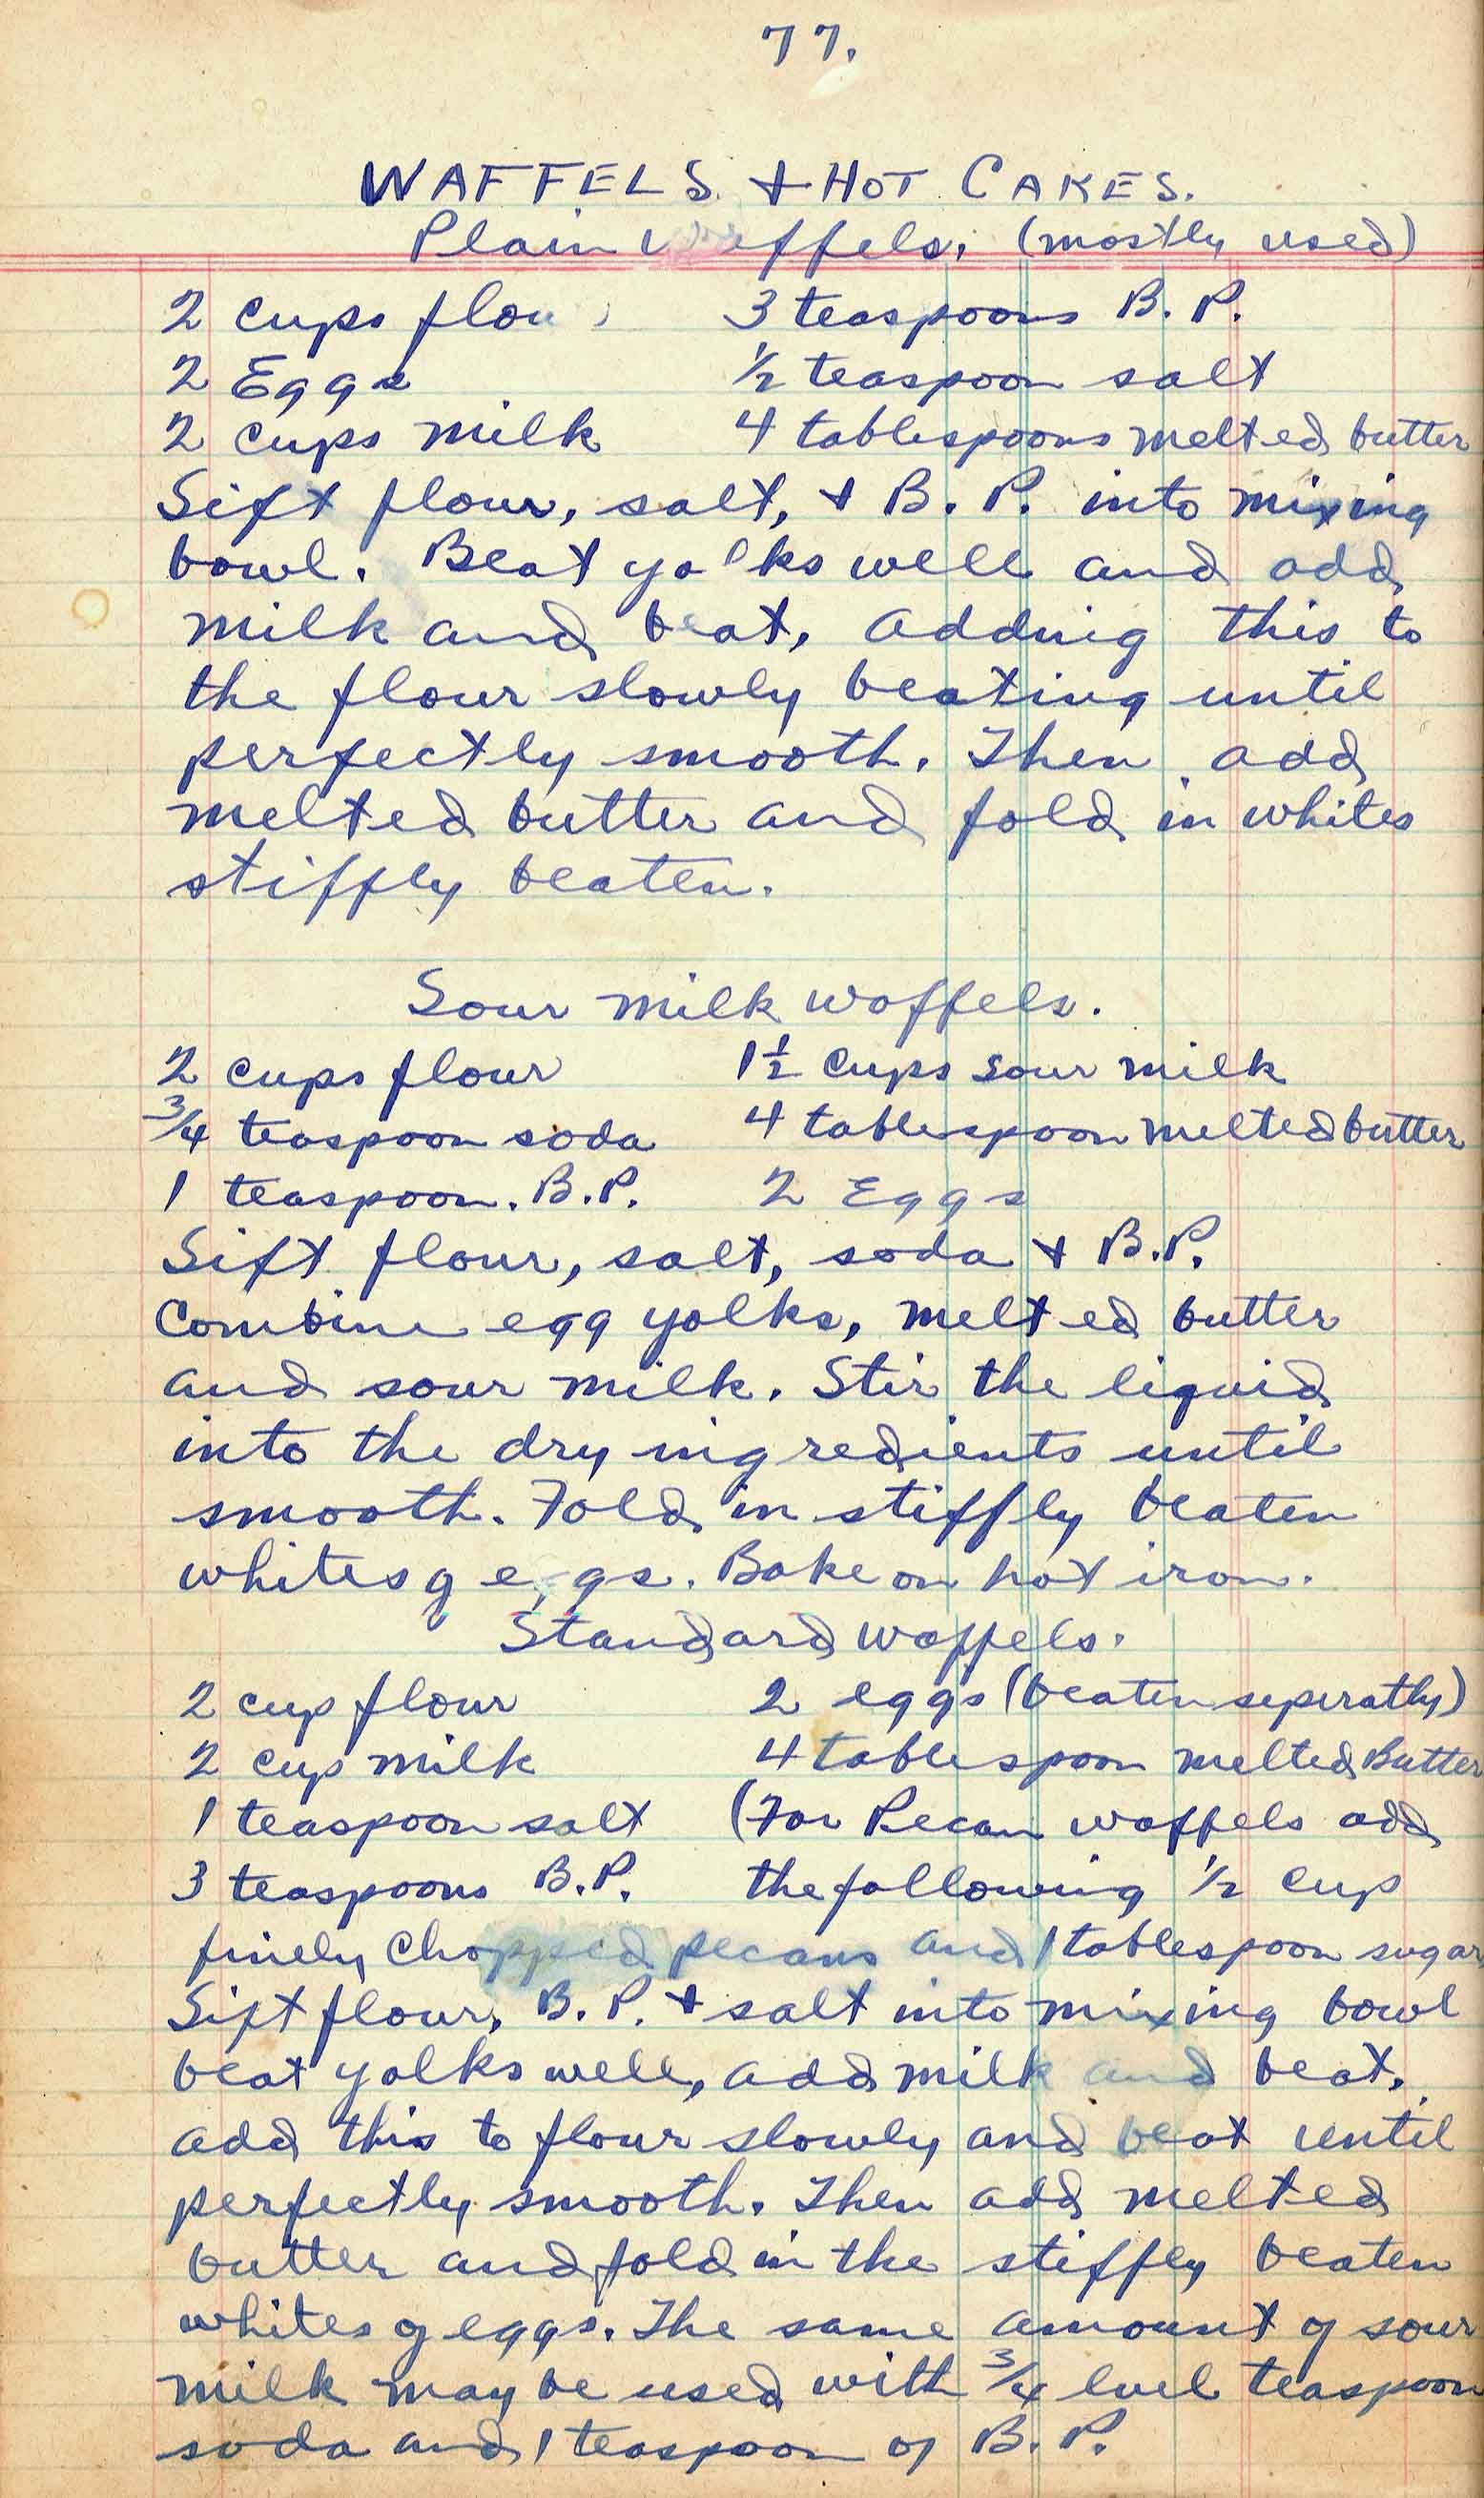 77.
WAFFELS & HOT CAKES.
Plain Waffels. (mostly used)
2 cups flour 3 teaspoons B. P.
2 Eggs 1/2 teaspoon salt
2 cups milk 4 tablespoons melted butter
Sift flour, salt, & B. P. into mixing
bowl. Beat yolks well and add
milk and beat, adding this to
the flour slowly beating until
perfectly smooth. Then add
melted butter and fold in whites
stiffly beaten.
Sour milk waffels.
2 cups flour 1 1/2 cups sour milk
3/4 teaspoon soda 4 tablespoon melted butter
1 teaspoon. B.P. 2 Eggs
Sift flour, salt, soda & B.P.
Combine egg yolks, melted butter
and sour milk. Stir the liquid
into the dry ingredients until
smooth. Fold in stiffly beaten
whites of eggs. Bake on hot iron.
Standard waffels.
2 cup flour 2 eggs (beaten seperatly)
2 cup milk 4 tablespoon melted Butter
1 teaspoon salt (For Pecan waffels add
3 teaspoons B.P. the following 1/2 cup
finely chopped pecans and 1 tablespoon sugar
Sift flour, B. P. & salt into mixing bowl
beat yolks well, add milk and beat.
add this to flour slowly and beat until
perfectly smooth. Then add melted
butter and fold in the stiffly beaten
whites of eggs. The same amount of sour
milk may be used with 3/4 level teaspoon
soda and 1 teaspoon of B. P.